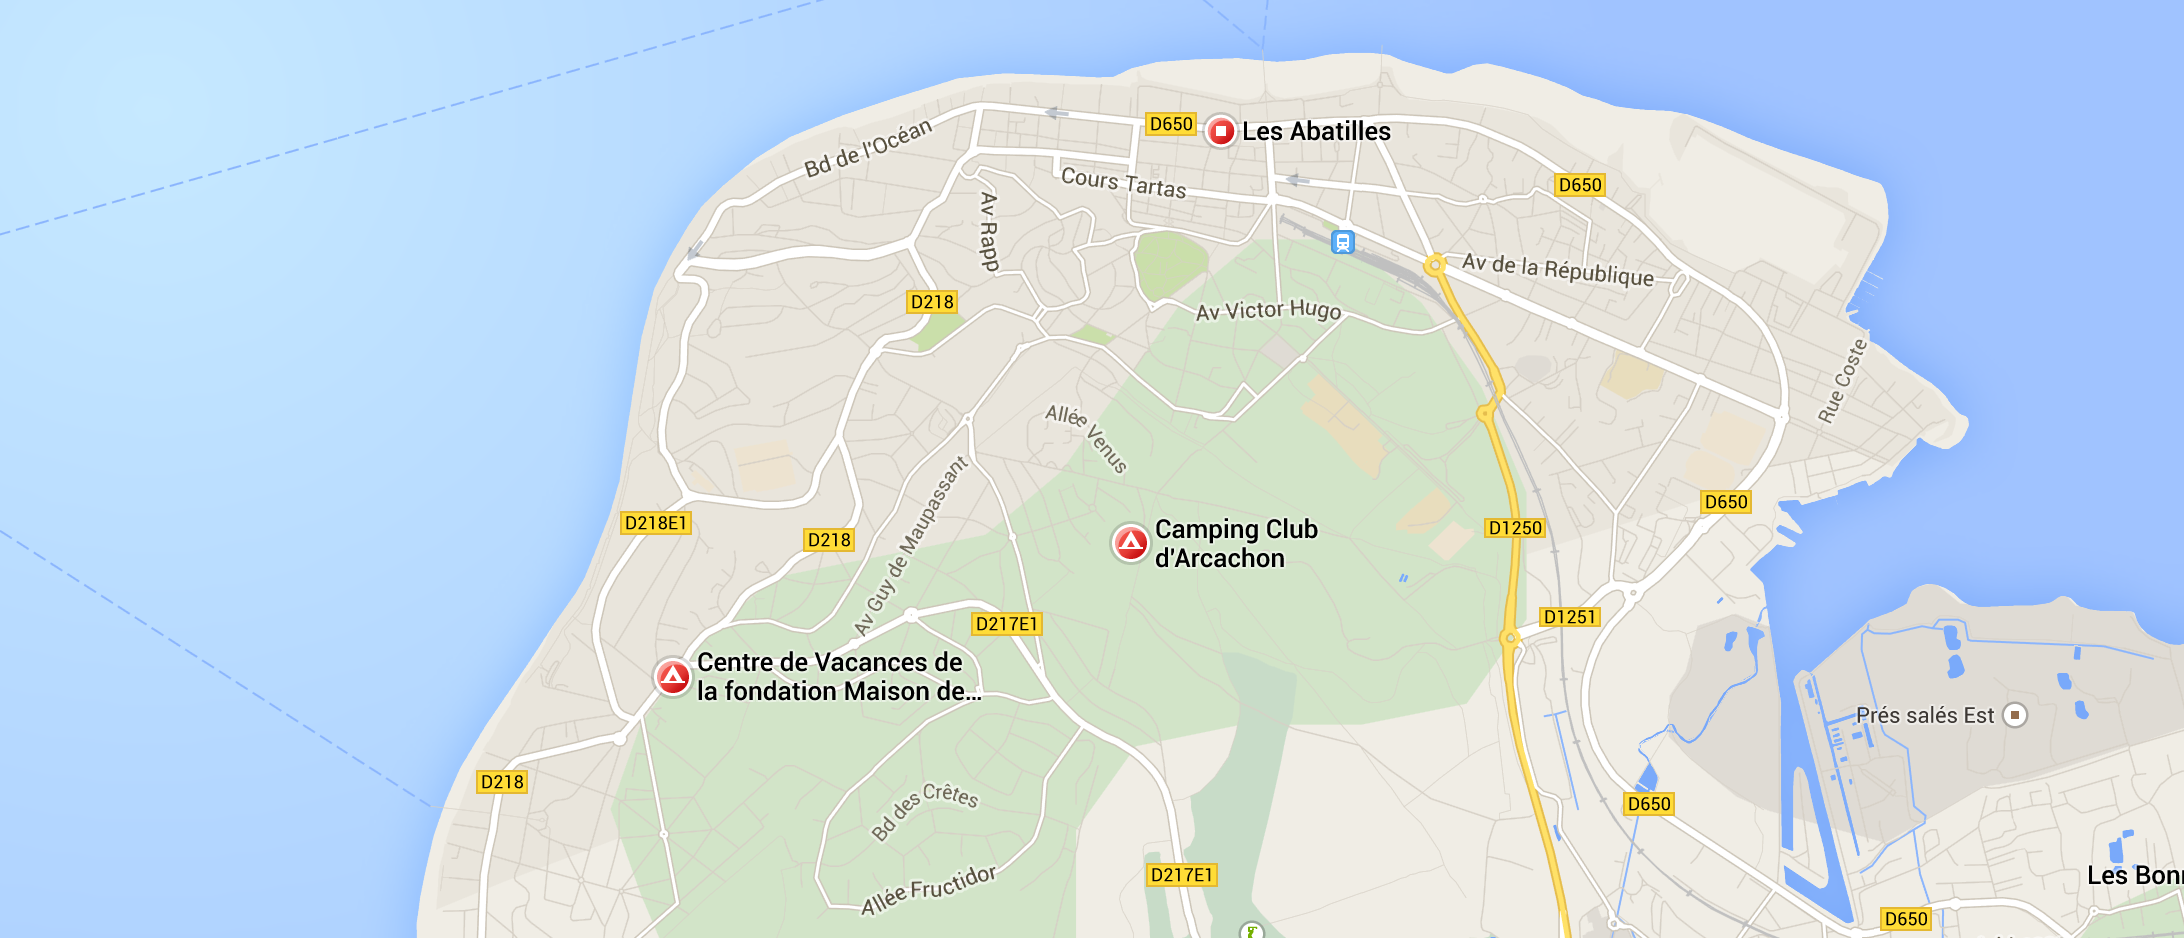 D650
Les Abatilles
Bd de l'Océan
Cours Tartas
D650
Av Rapp
Av de la République
D218
Av Victor Hugo
Rue Coste
Allée Venus
Av Guy de Maupassant
D650
D218E1
D218
D1250
Camping Club
d'Arcachon
D1251
D217E1
Centre de Vacances de
la fondation Maison de...
Prés salés Est
D218
Bd des Crêtes
D650
Allée Fructidor
D217E1
Les Bon
D650